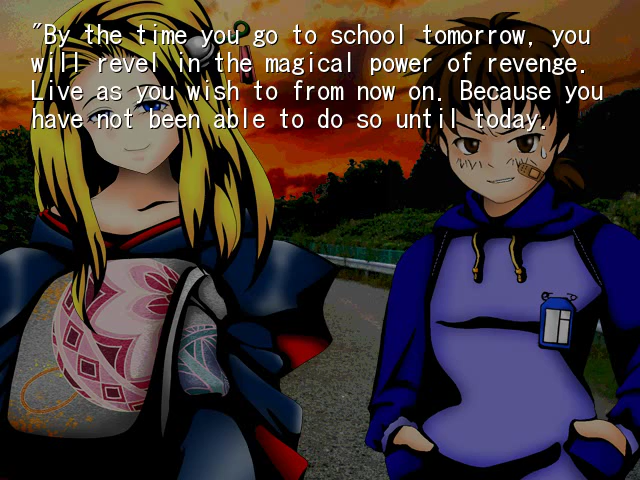 "By the time you go to school tomorrow, you
will revel in the magical power of revenge.
Live as you wish to from now on. Because you
have not been able to do so until today.